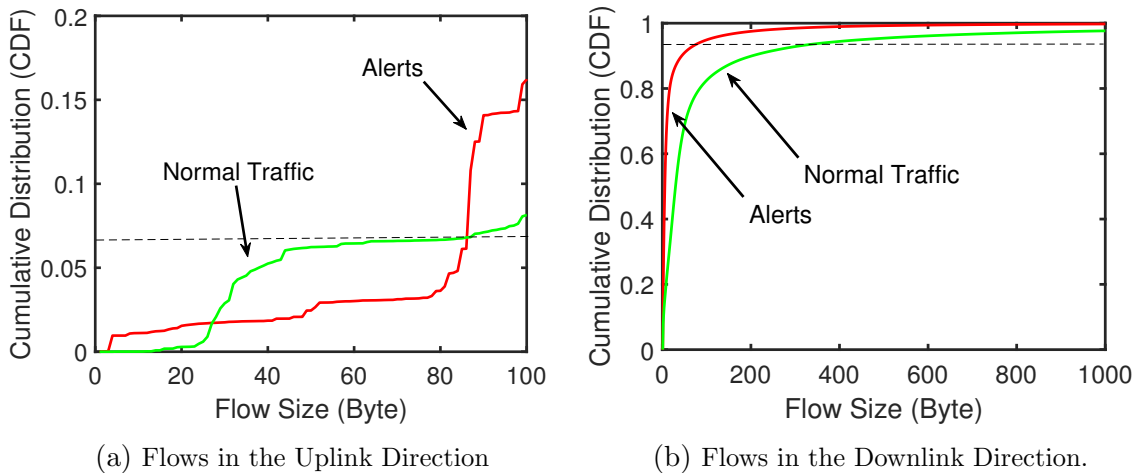 Cumulative Distribution (CDF)
0.2
0.15
0.1
0.05
0
Alerts
Normal Traffic
0 20 40 60 80 100
Flow Size (Byte)
(a) Flows in the Uplink Direction
Cumulative Distribution (CDF)
1
0.8
0.6
0.4
0.2
0
Normal Traffic
Alerts
0 200 400 600 800 1000
Flow Size (Byte)
(b) Flows in the Downlink Direction.